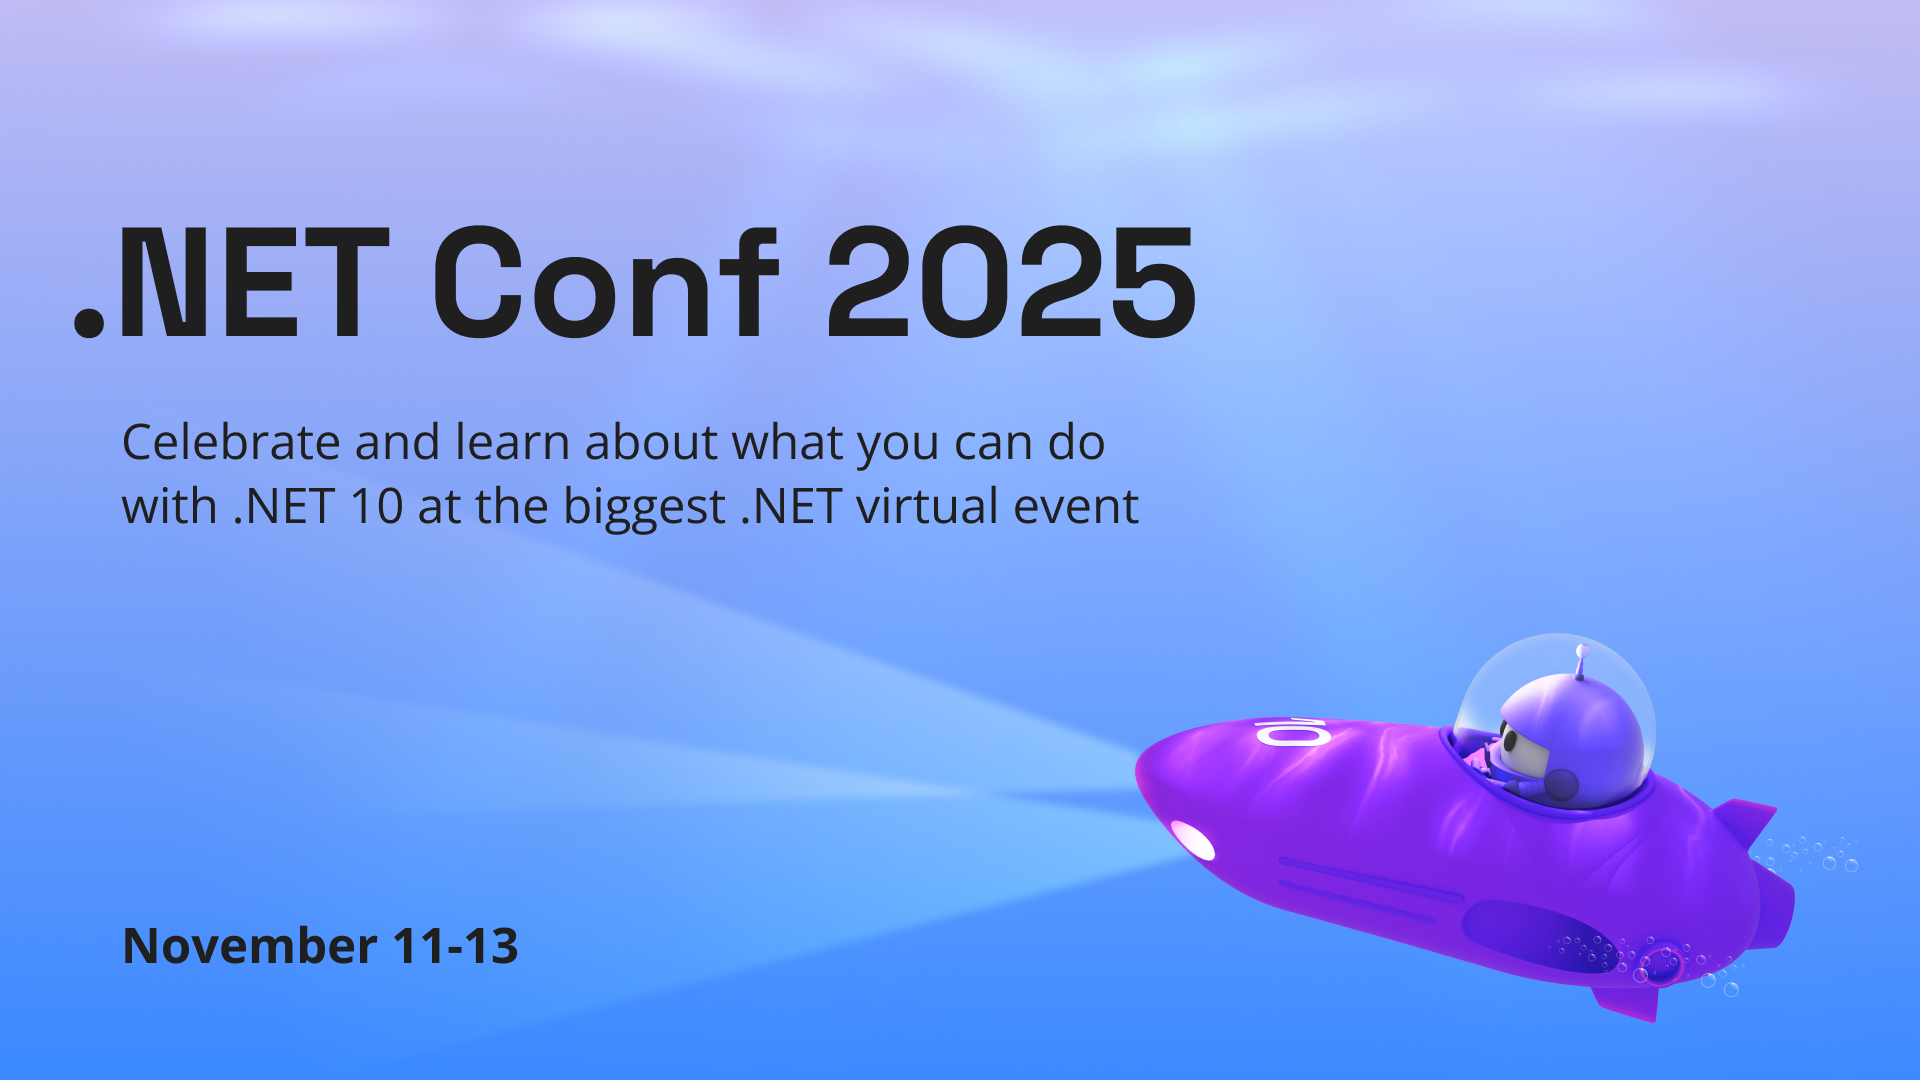 .NET Conf 2025
Celebrate and learn about what you can do
with .NET 10 at the biggest .NET virtual event
10
November 11-13